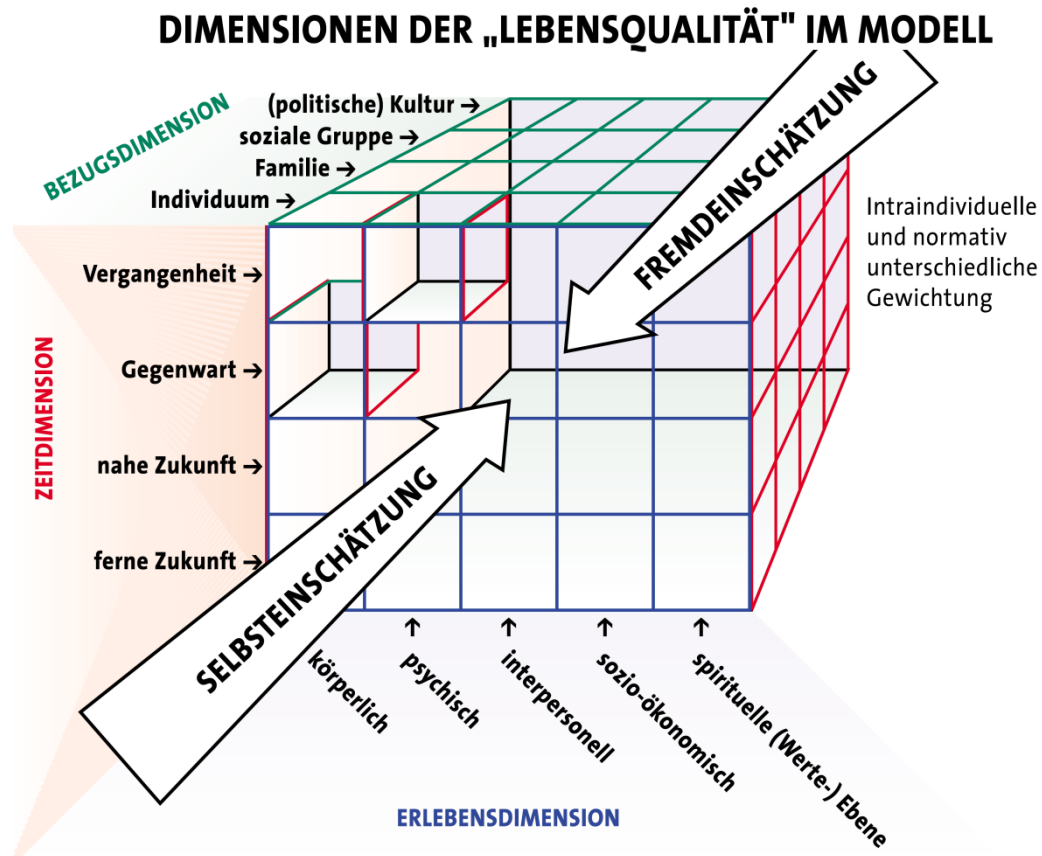 DIMENSIONEN DER „LEBENSQUALITÄT" IM MODELL
BEZUGSDIMENSION
(politische) Kultur →
soziale Gruppe →
Familie →
Individuum →
FREMDEINSCHÄTZUNG
Intraindividuelle
und normativ
unterschiedliche
Gewichtung
ZEITDIMENSION
Vergangenheit →
Gegenwart →
nahe Zukunft →
ferne Zukunft →
SELBSTEINSCHÄTZUNG
körperlich
psychisch
interpersonell
sozio-ökonomisch
spirituelle (Werte-) Ebene
ERLEBENSDIMENSION